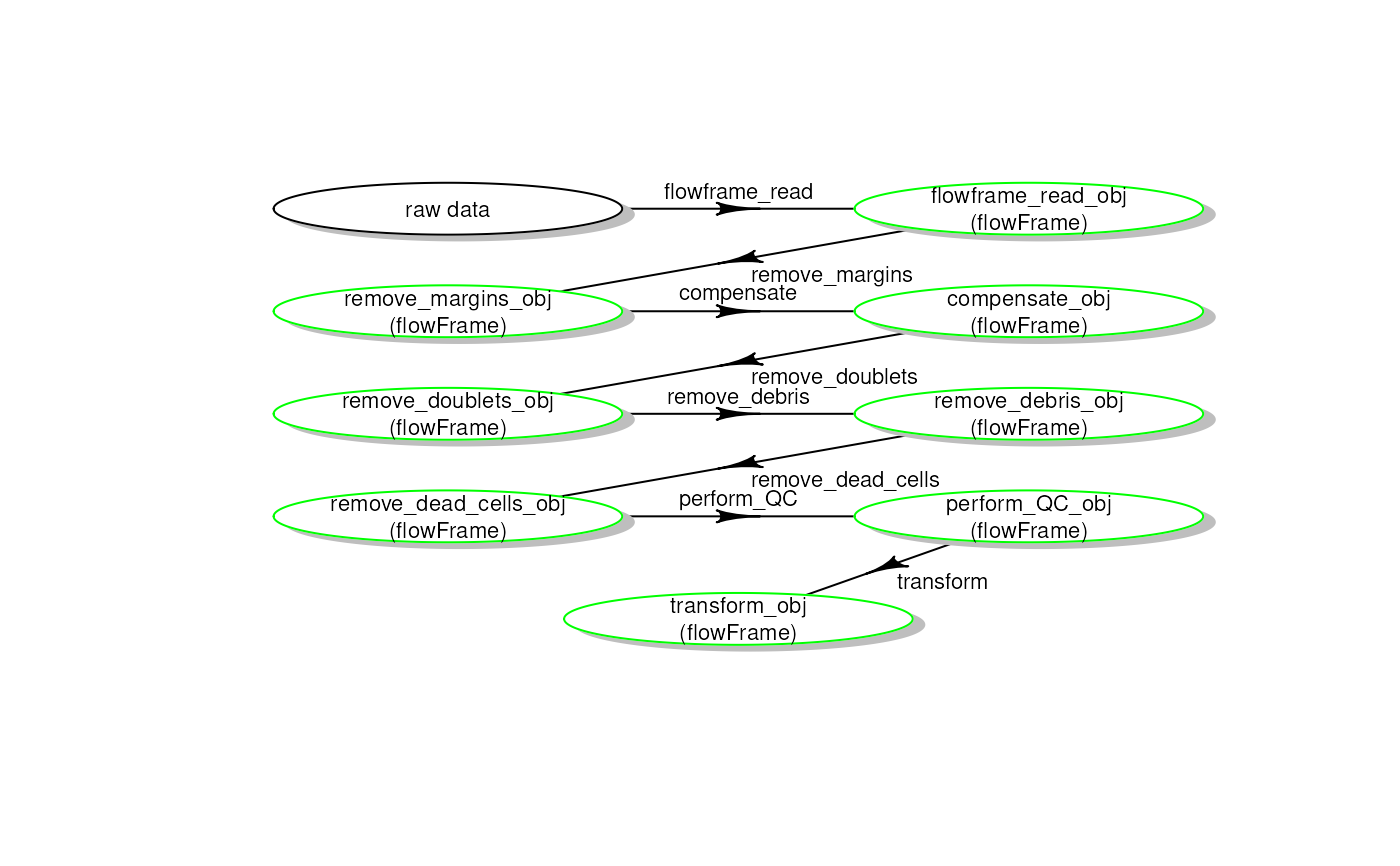 raw data
flowframe_read
flowframe_read_obj
(flowFrame)
remove_margins
remove_margins_obj
(flowFrame)
compensate
compensate_obj
(flowFrame)
remove_doublets
remove_doublets_obj
(flowFrame)
remove_debris
remove_debris_obj
(flowFrame)
remove_dead_cells
remove_dead_cells_obj
(flowFrame)
perform_QC
perform_QC_obj
(flowFrame)
transform
transform_obj
(flowFrame)